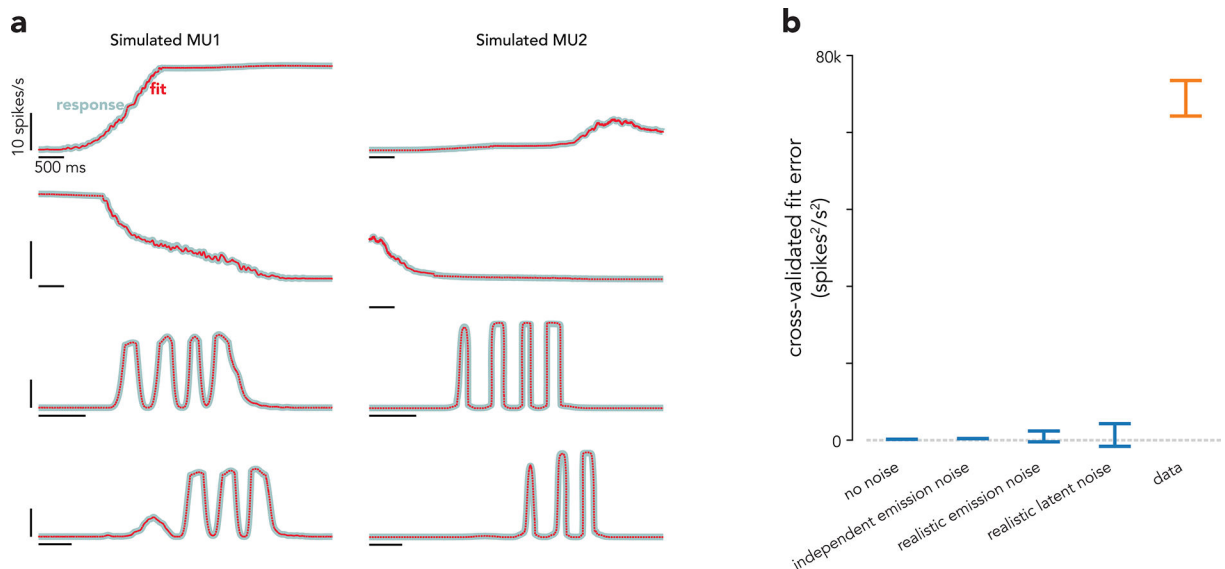 a
Simulated MU1
Simulated MU2
10 spikes/s
response
fit
500 ms
b
80k
cross-validated fit error
(spikes²/s²)
0
no noise
independent emission noise
realistic emission noise
realistic latent noise
data